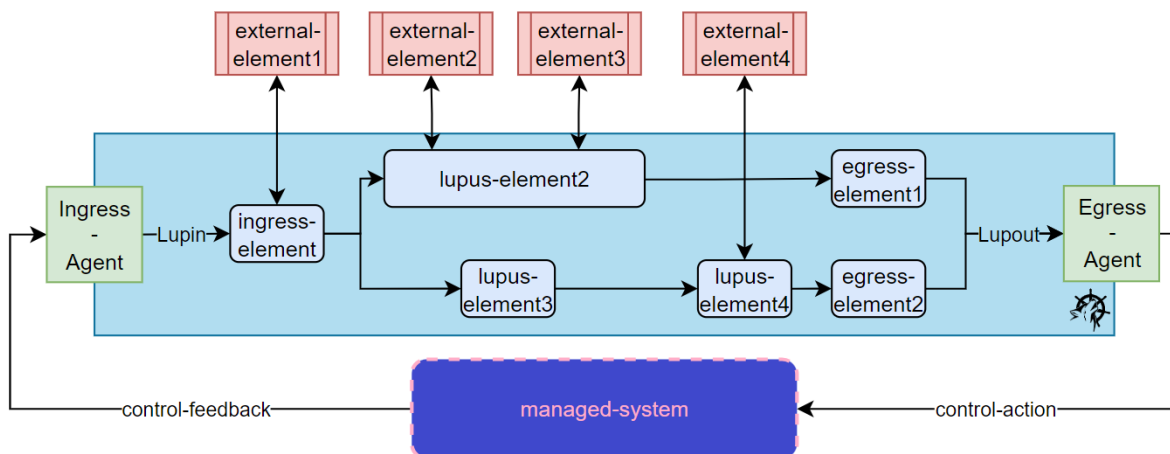 external-
element1
external-
element2
external-
element3
external-
element4
lupus-element2
egress-
element1
Ingress
-
Agent
Lupin
ingress-
element
Lupout
Egress
-
Agent
lupus-
element3
lupus-
element4
egress-
element2
control-feedback
managed-system
control-action